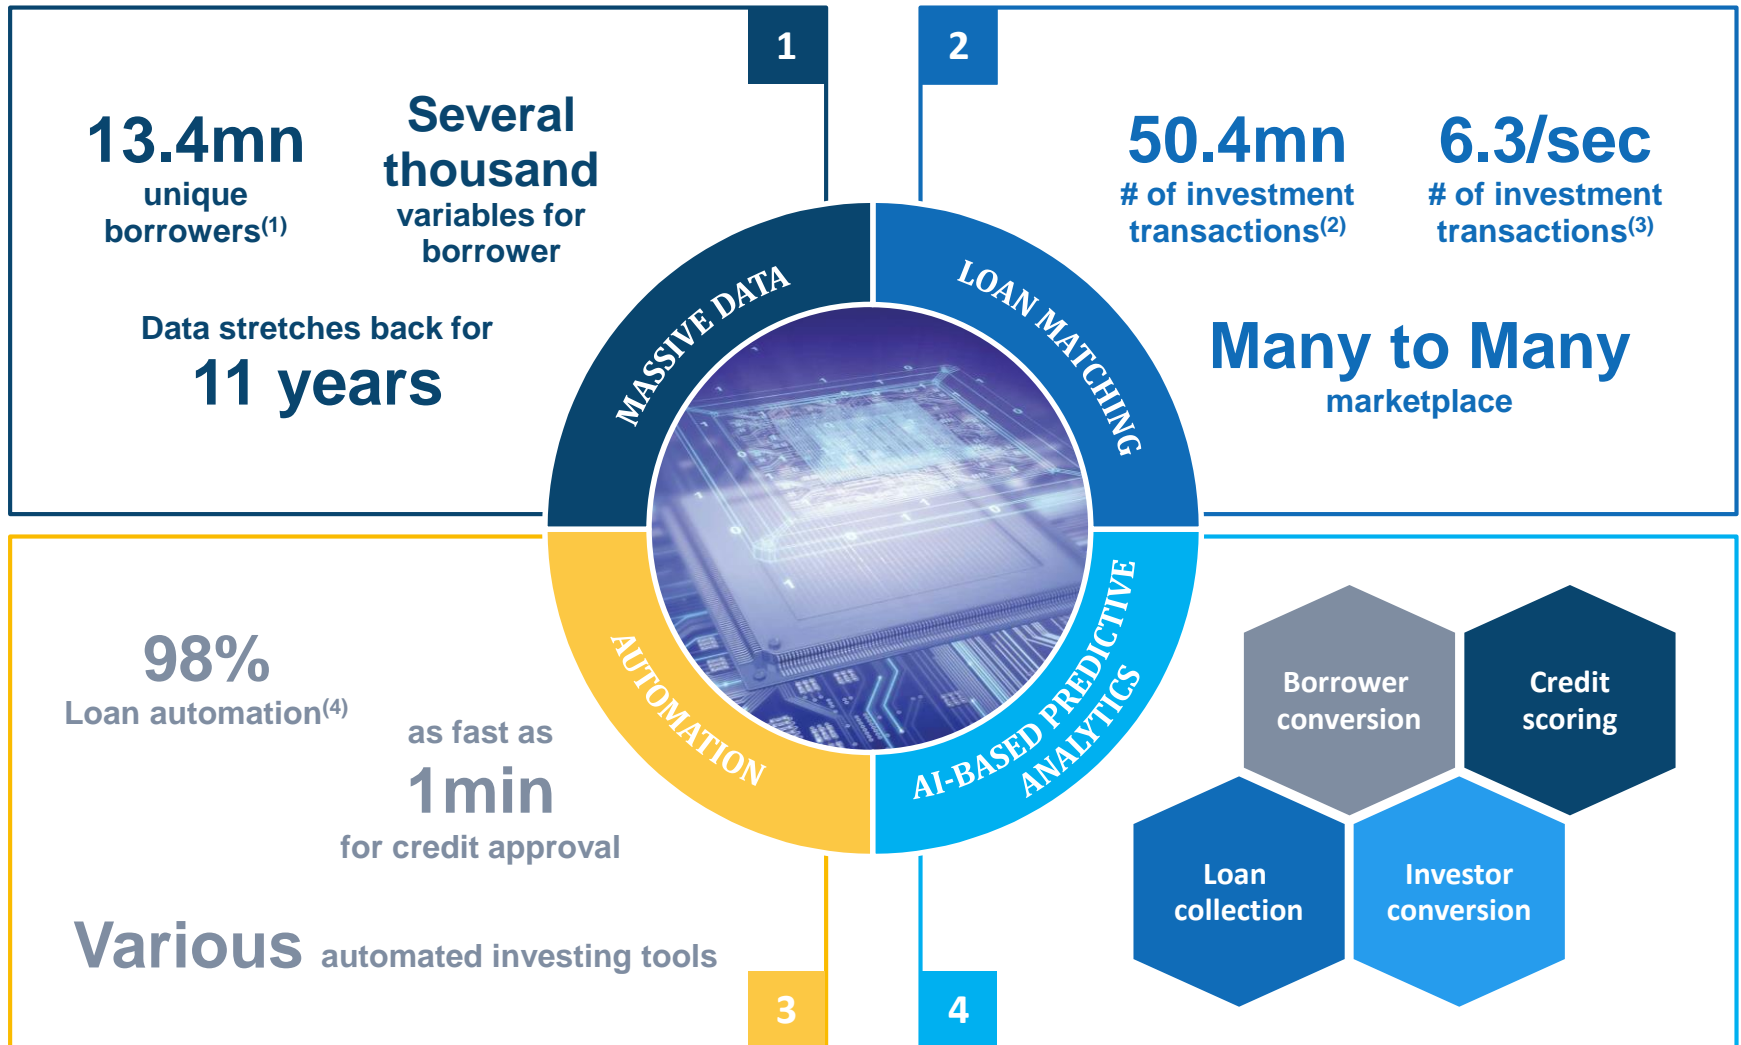 1
13.4mn
unique
borrowers(1)
Several
thousand
variables for
borrower
Data stretches back for
11 years
MASSIVE DATA
2
50.4mn
# of investment
transactions(2)
6.3/sec
# of investment
transactions(3)
Many to Many
marketplace
LOAN MATCHING
98%
Loan automation(4)
as fast as
1min
for credit approval
Various automated investing tools
3
AUTOMATION
AI-BASED PREDICTIVE
ANALYTICS
Borrower
conversion
Credit
scoring
Loan
collection
Investor
conversion
4